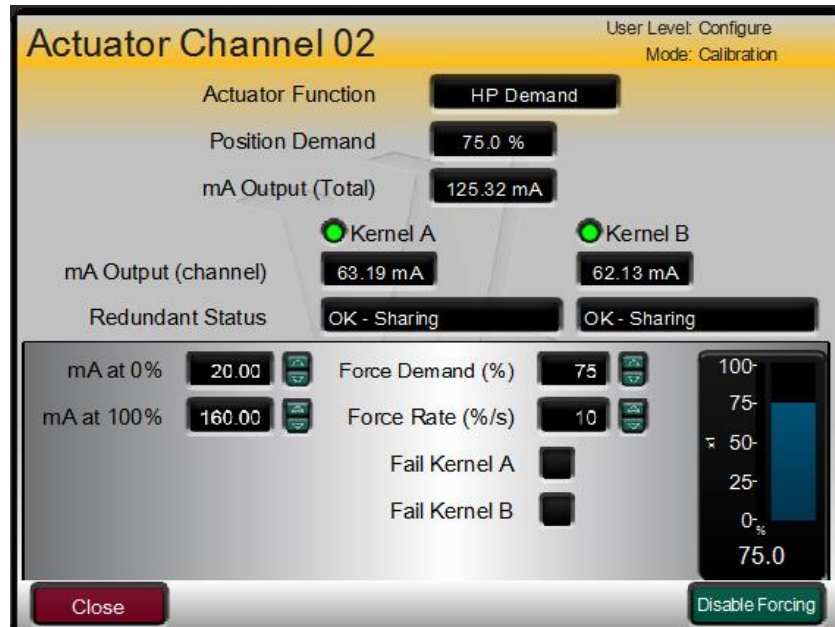 Actuator Channel 02
User Level: Configure
Mode: Calibration
Actuator Function HP Demand
Position Demand 75.0 %
mA Output (Total) 125.32 mA
Kernel A Kernel B
mA Output (channel) 63.19 mA 62.13 mA
Redundant Status OK - Sharing OK - Sharing
mA at 0% 20.00 Force Demand (%) 75
mA at 100% 160.00 Force Rate (%/s) 10
Fail Kernel A
Fail Kernel B
100-
75-
50-
25-
0-
%
75.0
Close
Disable Forcing